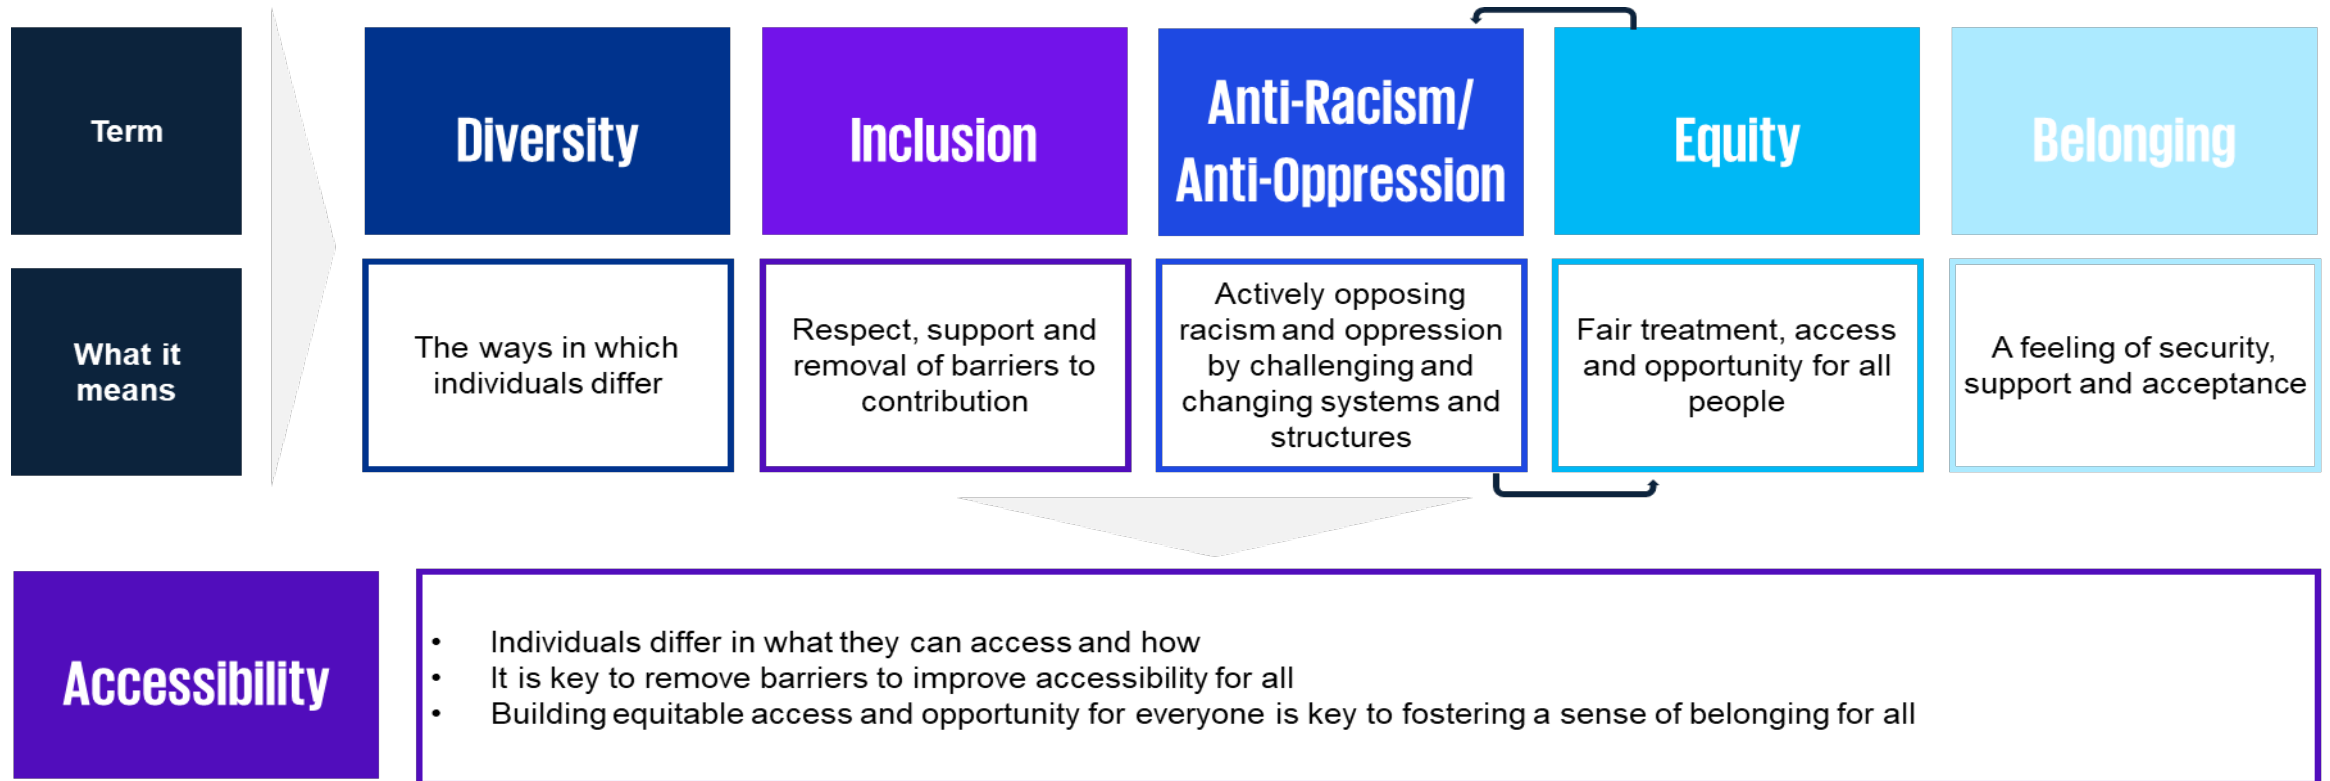 Term
Diversity
Inclusion
Anti-Racism/
Anti-Oppression
Equity
Belonging
What it
means
The ways in which
individuals differ
Respect, support and
removal of barriers to
contribution
Actively opposing
racism and oppression
by challenging and
changing systems and
structures
Fair treatment, access
and opportunity for all
people
A feeling of security,
support and acceptance
Accessibility
• Individuals differ in what they can access and how
• It is key to remove barriers to improve accessibility for all
• Building equitable access and opportunity for everyone is key to fostering a sense of belonging for all